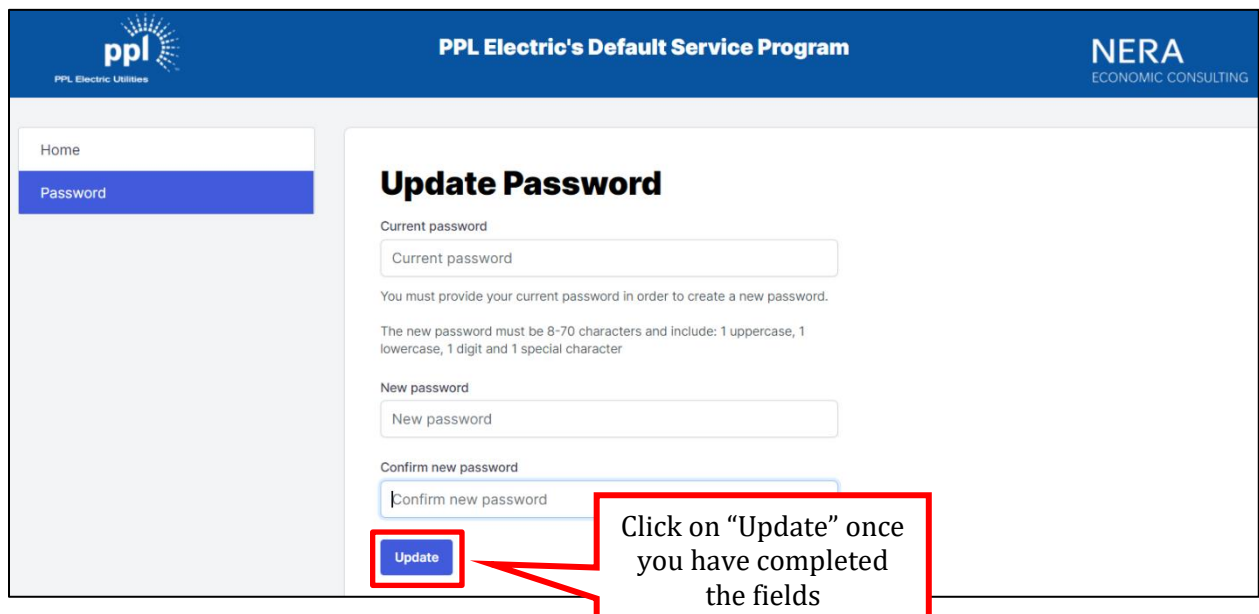 ppl
PPL Electric Utilities
PPL Electric's Default Service Program
NERA
ECONOMIC CONSULTING
Home
Password
Update Password
Current password
Current password
You must provide your current password in order to create a new password.
The new password must be 8-70 characters and include: 1 uppercase, 1
lowercase, 1 digit and 1 special character
New password
New password
Confirm new password
Confirm new password
Update
Click on “Update” once
you have completed
the fields